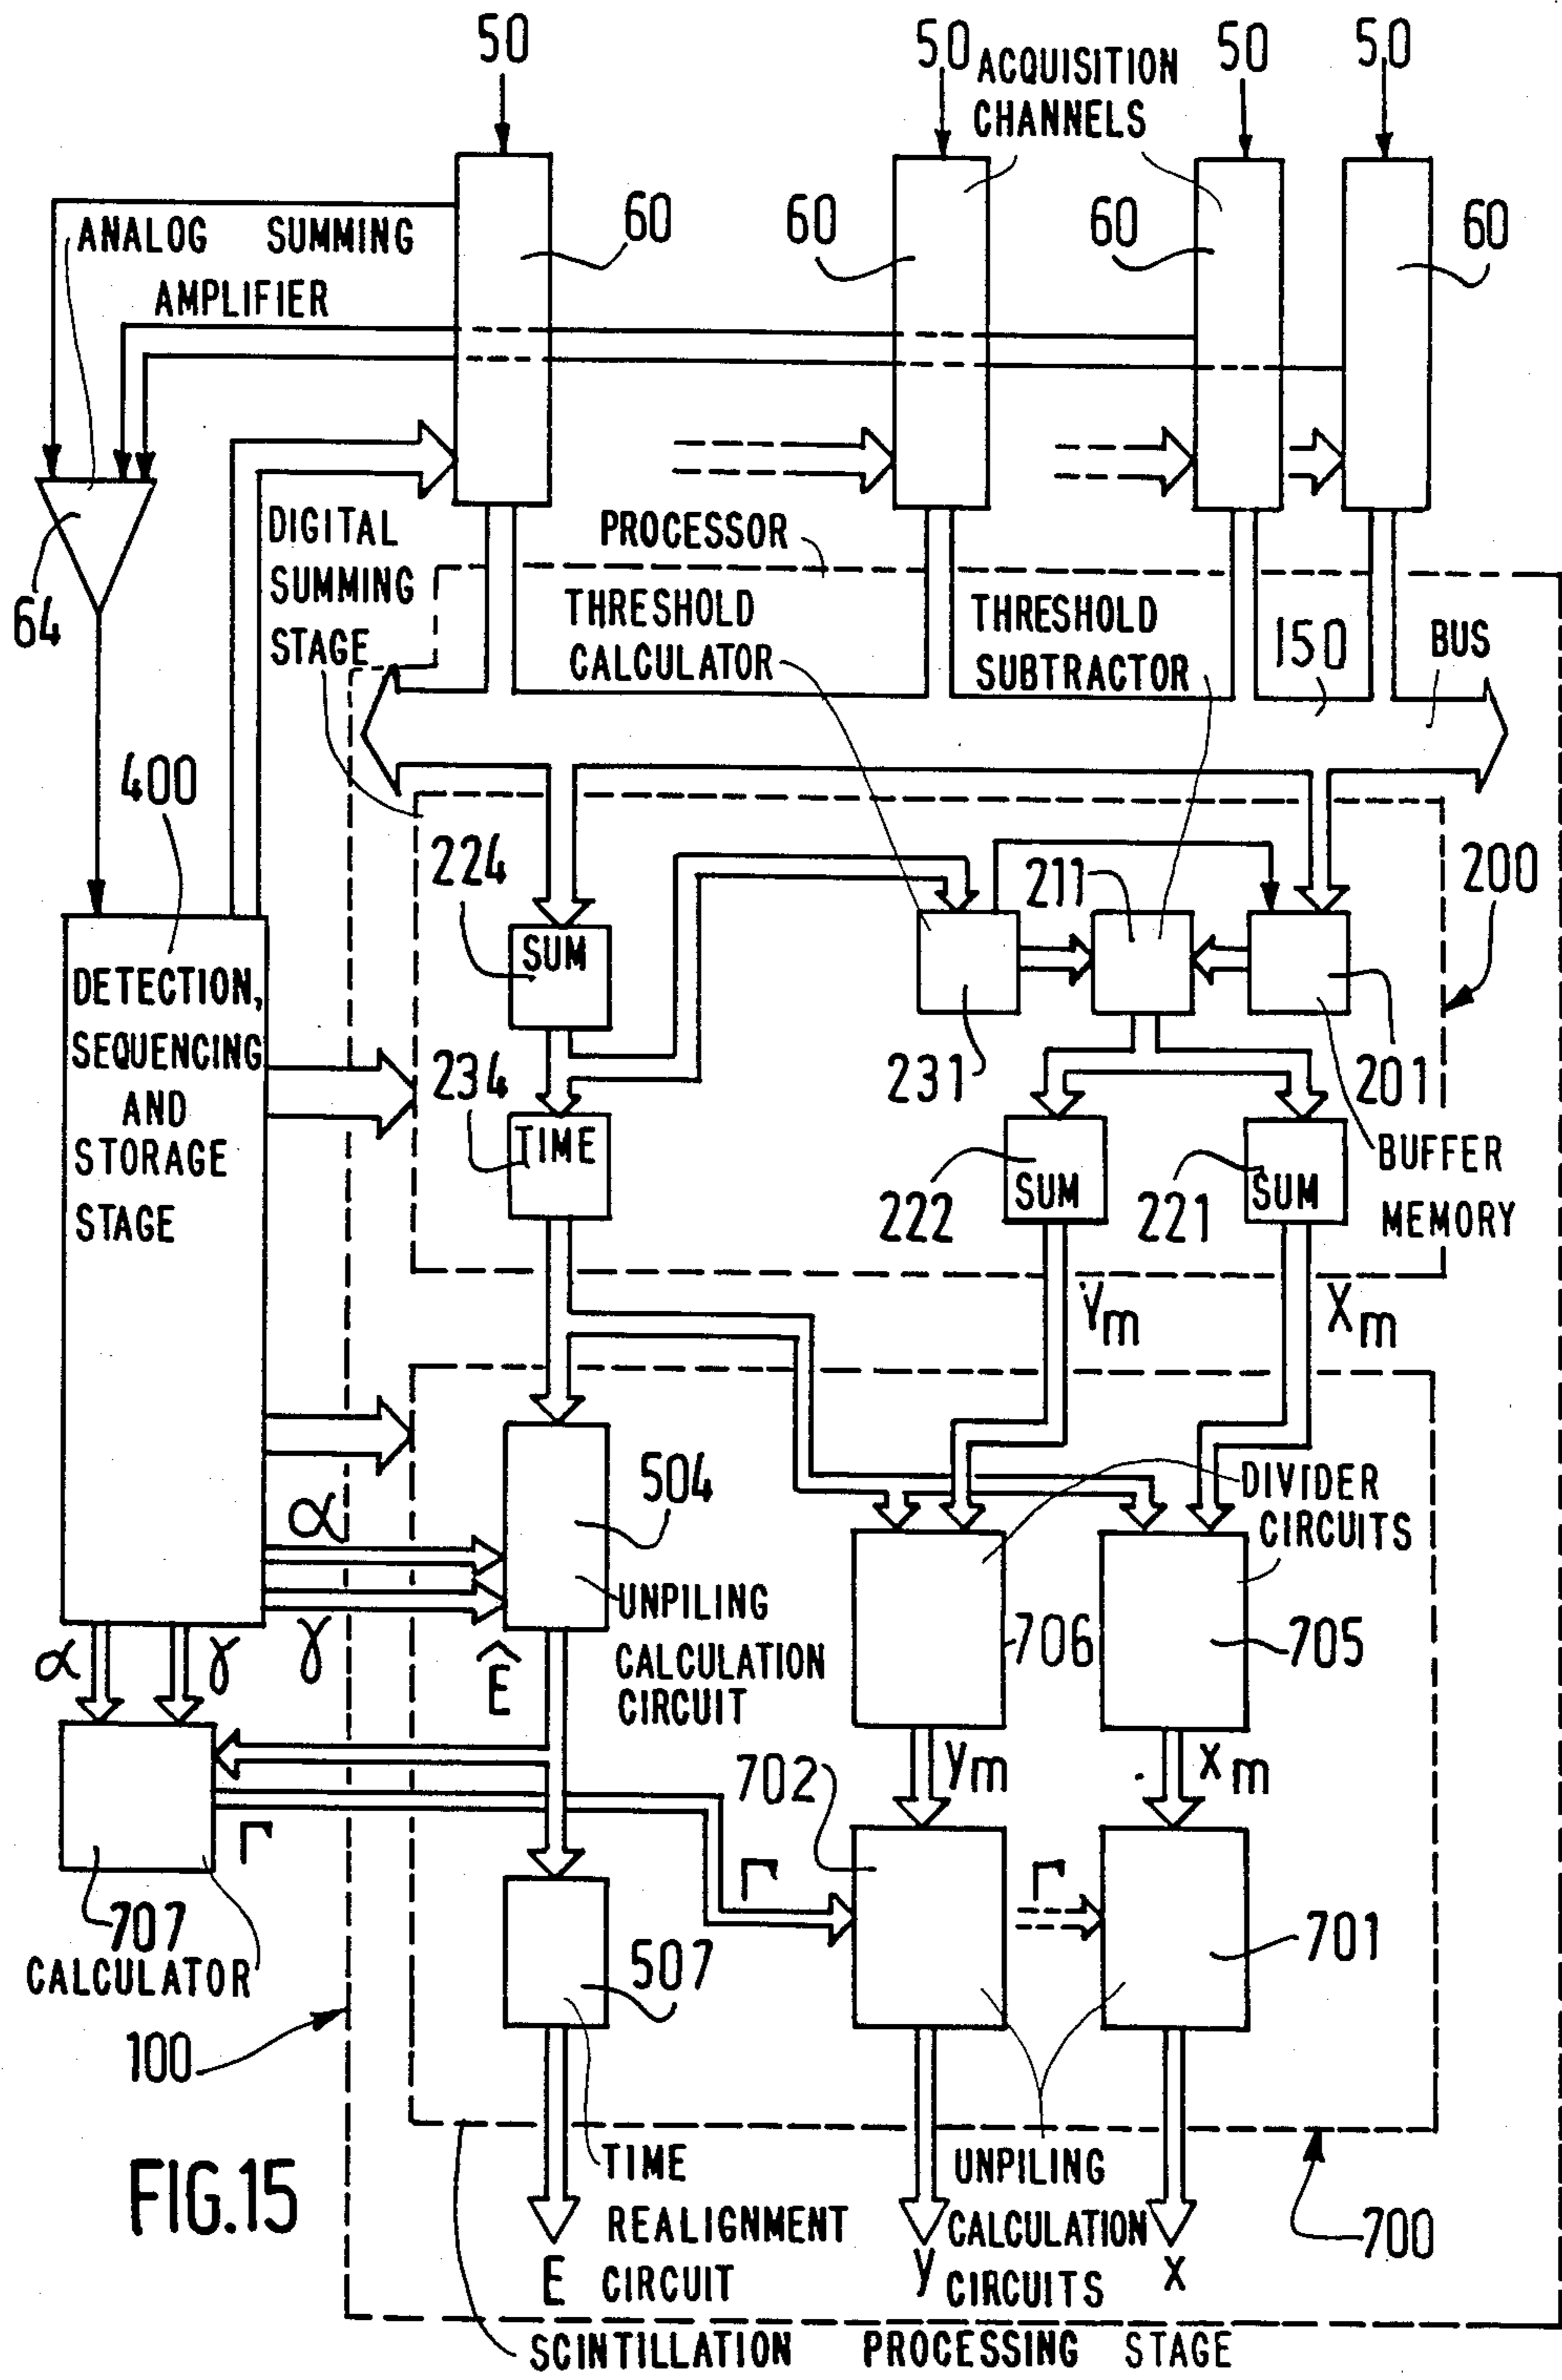 50
50
ACQUISITION
CHANNELS
50
50
60
60
60
60
ANALOG SUMMING
AMPLIFIER
64
DIGITAL
SUMMING
STAGE
PROCESSOR
THRESHOLD
CALCULATOR
THRESHOLD
SUBTRACTOR
150
BUS
400
224
211
200
SUM
DETECTION,
SEQUENCING
AND
STORAGE
STAGE
234
231
201
TIME
222
SUM
221
SUM
BUFFER
MEMORY
Ym
Xm
504
DIVIDER
CIRCUITS
α
γ
UNPILING
CALCULATION
CIRCUIT
706
705
α
γ
Ê
702
ym
xm
Γ
Γ
Γ
707
CALCULATOR
507
701
100
FIG.15
TIME
REALIGNMENT
CIRCUIT
UNPILING
CALCULATION
CIRCUITS
700
E
y
x
SCINTILLATION PROCESSING STAGE